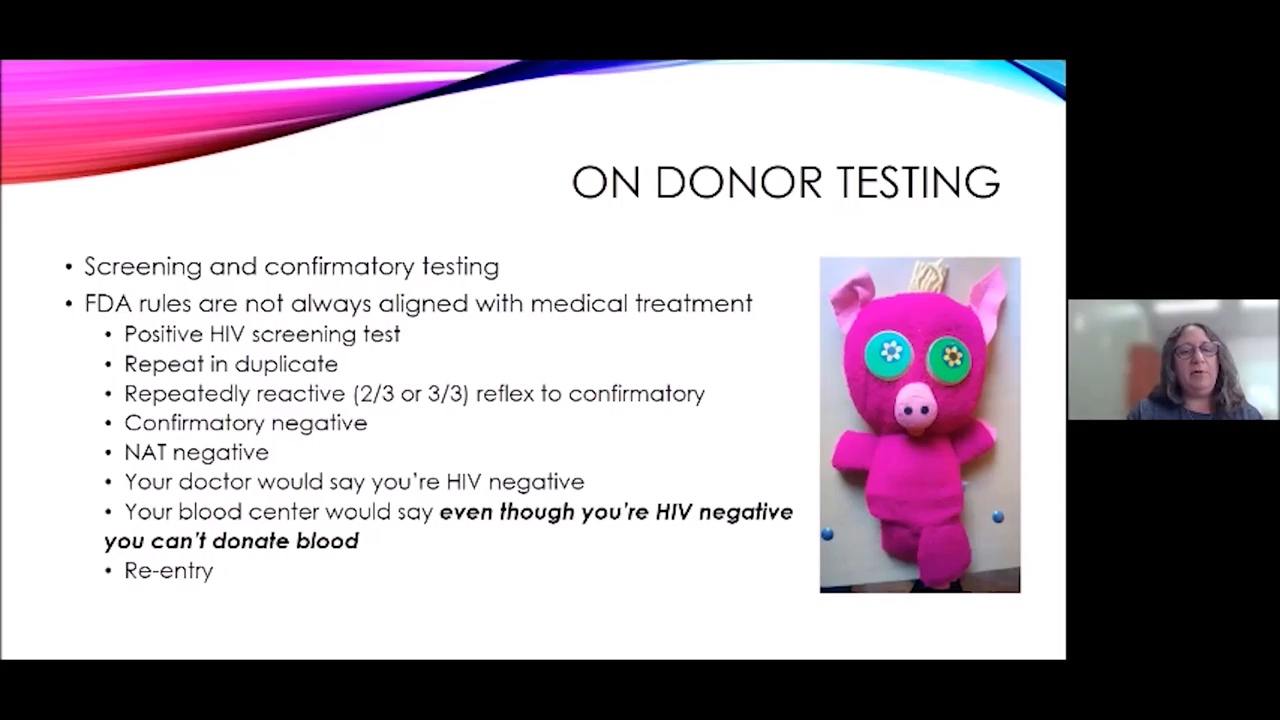 ON DONOR TESTING
• Screening and confirmatory testing
• FDA rules are not always aligned with medical treatment
• Positive HIV screening test
• Repeat in duplicate
• Repeatedly reactive (2/3 or 3/3) reflex to confirmatory
• Confirmatory negative
• NAT negative
• Your doctor would say you're HIV negative
• Your blood center would say even though you're HIV negative
you can't donate blood
• Re-entry